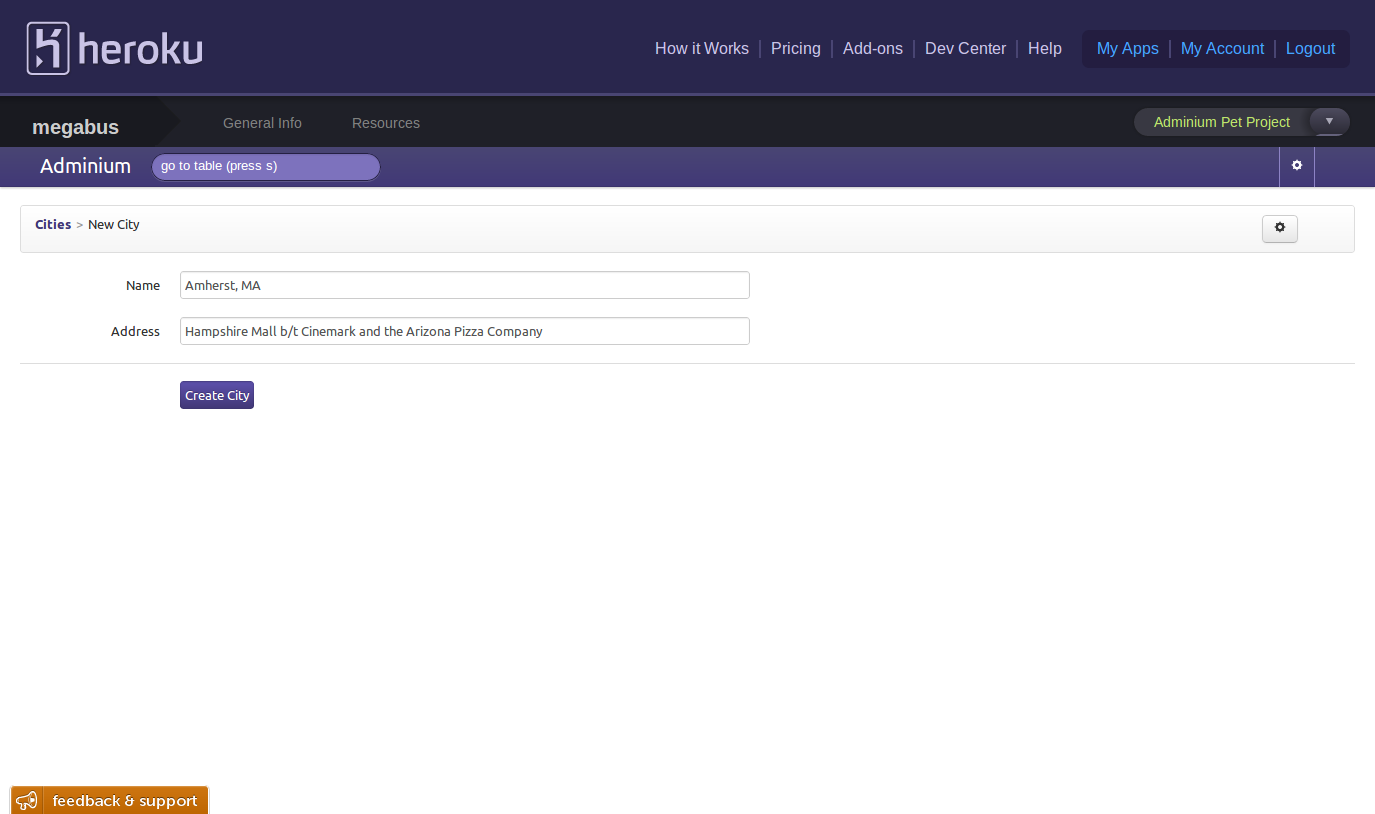 heroku
How it Works Pricing Add-ons Dev Center Help My Apps My Account Logout
megabus General Info Resources Adminium Pet Project
Adminium go to table (press s)
Cities > New City
Name Amherst, MA
Address Hampshire Mall b/t Cinemark and the Arizona Pizza Company
Create City
feedback & support